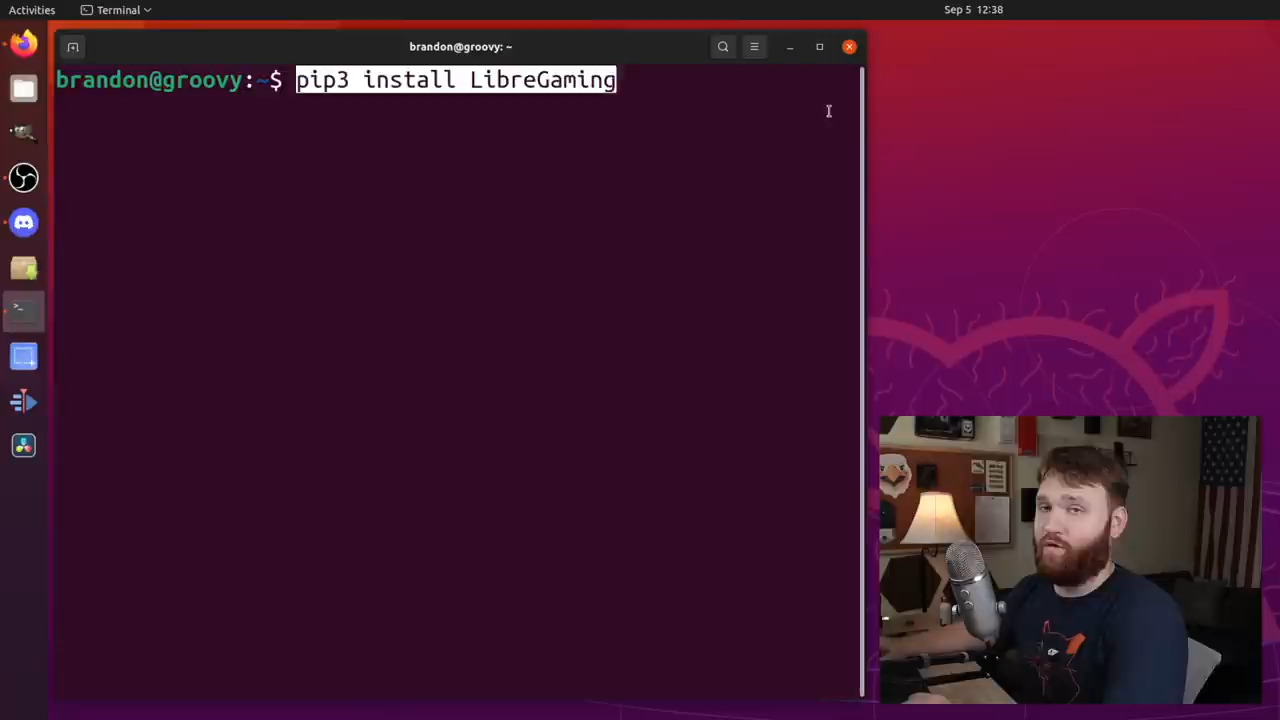 Activities
Terminal
Sep 5 12:38
brandon@groovy: ~
brandon@groovy:~$ pip3 install LibreGaming